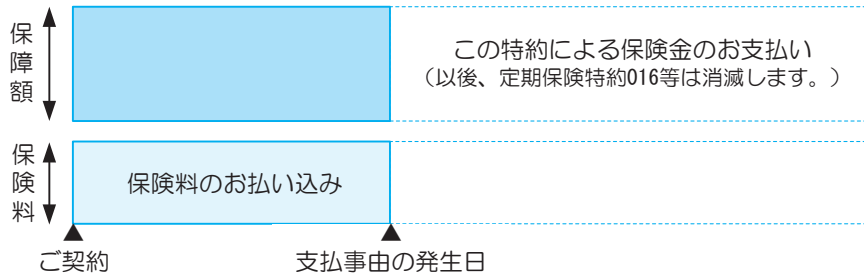 保障額
この特約による保険金のお支払い
（以後、定期保険特約016等は消滅します。）
保険料
保険料のお払い込み
ご契約
支払事由の発生日